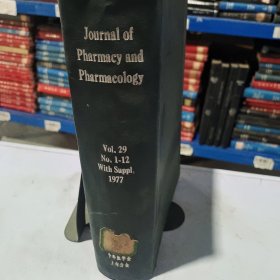 Journal of
Pharmacy and
Pharmacology
Vol. 29
No. 1-12
With Suppl.
1977